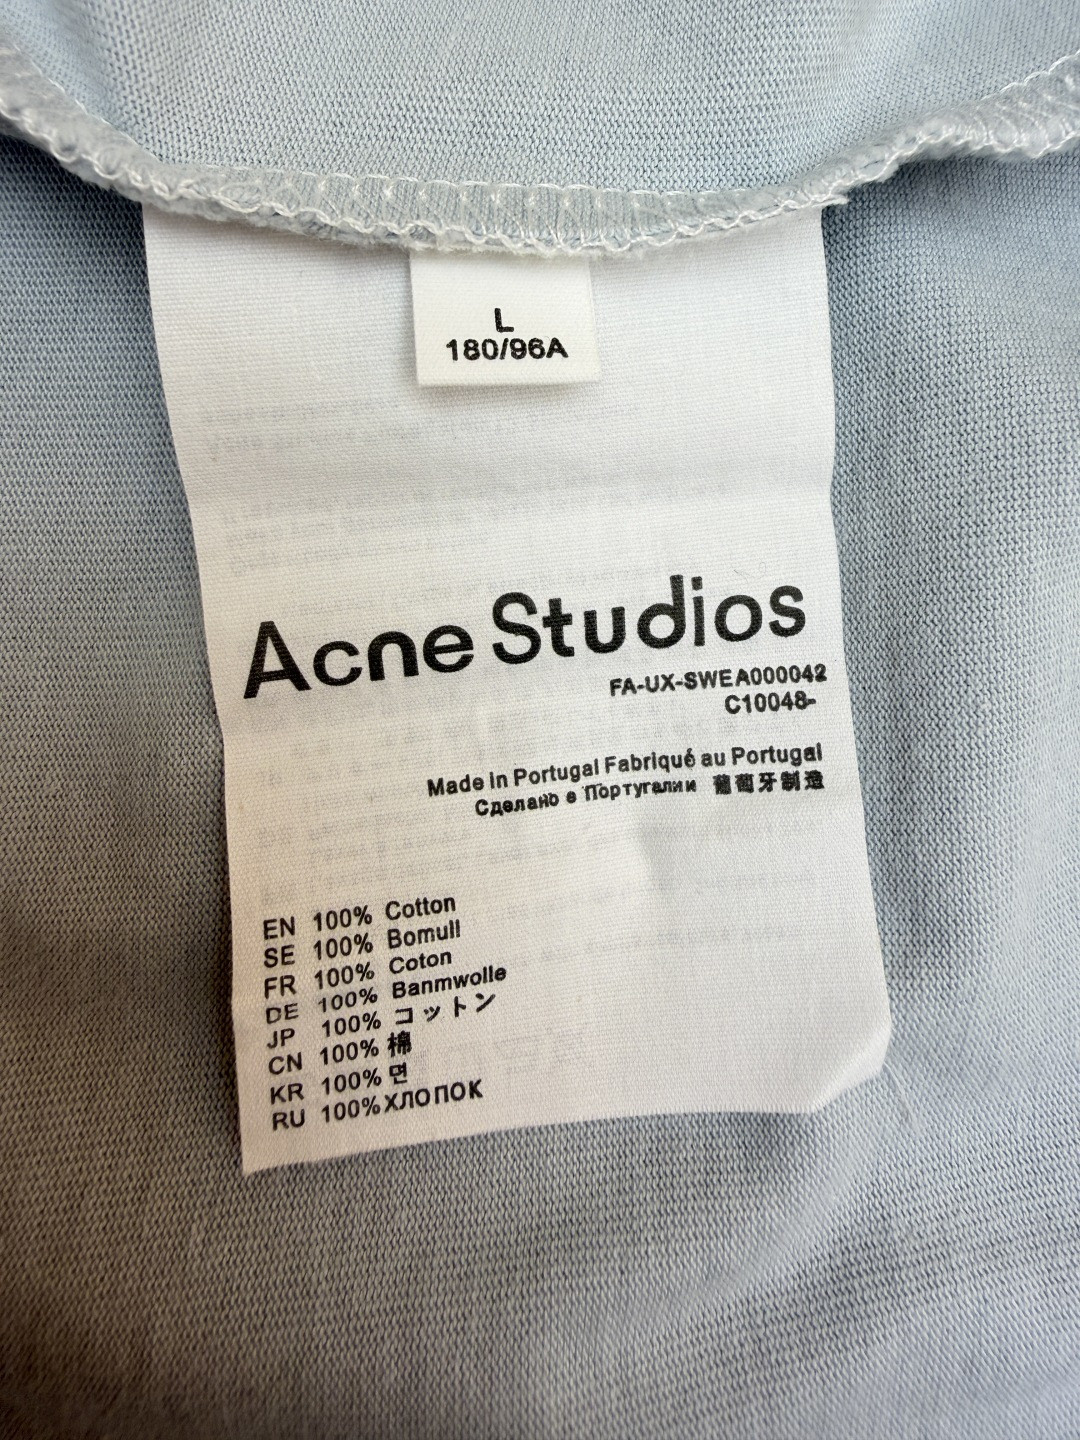 L
180/96A
Acne Studios
FA-UX-SWEA000042
C10048-
Made in Portugal Fabriqué au Portugal
Сделано в Португалии 葡萄牙制造
EN 100% Cotton
SE 100% Bomull
FR 100% Coton
DE 100% Banmwolle
JP 100% コットン
CN 100% 棉
KR 100% 면
RU 100% ХЛОПОК